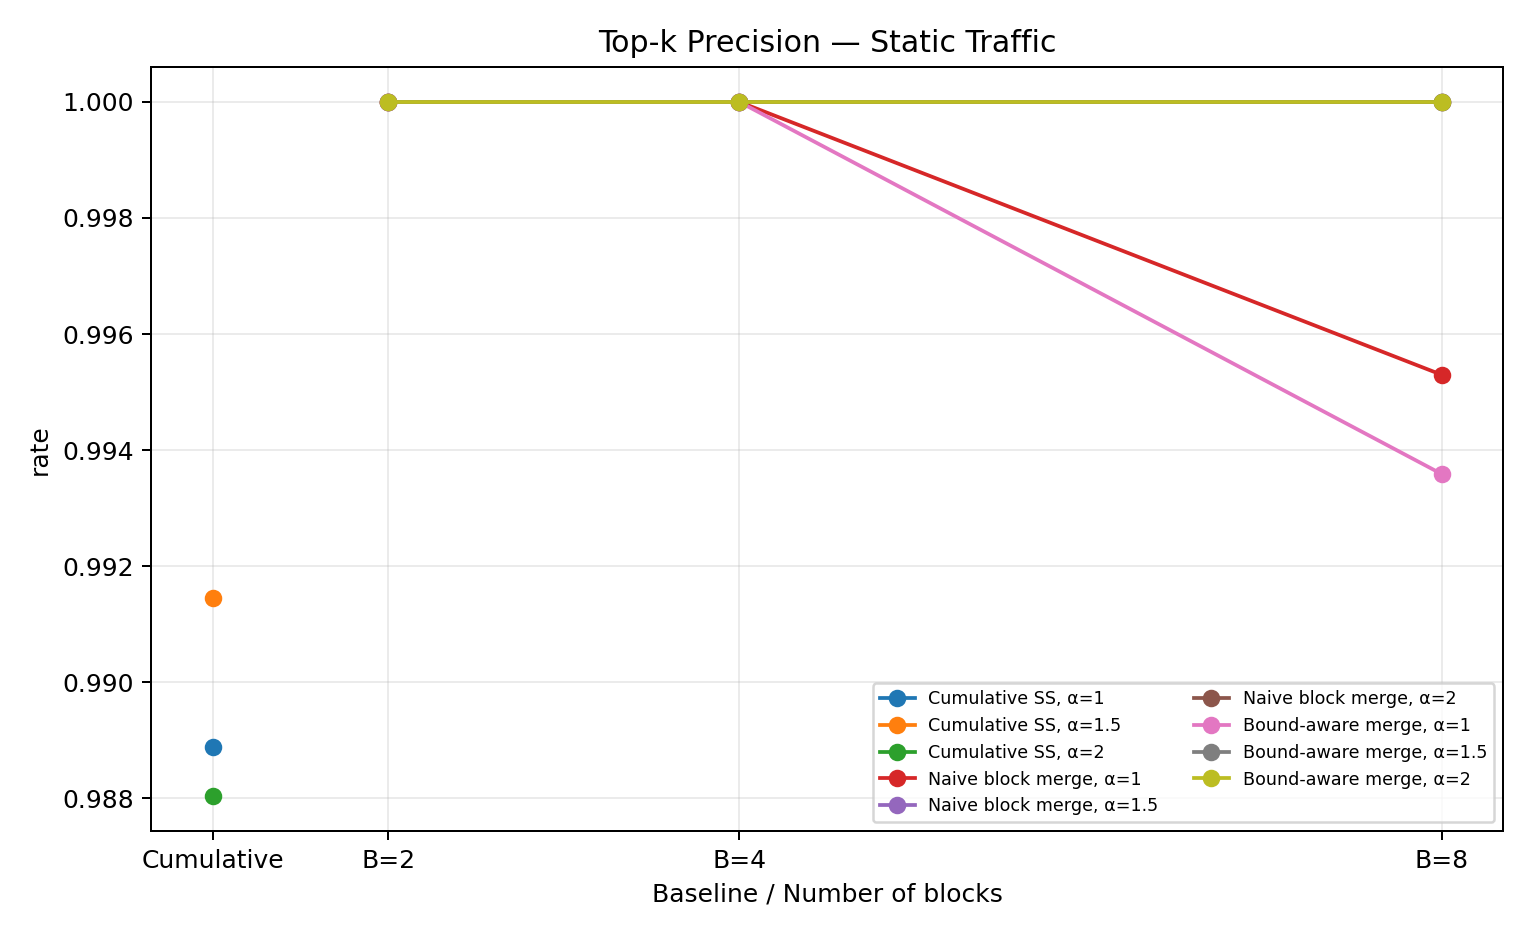 Top-k Precision — Static Traffic
1.000
0.998
0.996
0.994
0.992
0.990
0.988
rate
Cumulative SS, α=1
Cumulative SS, α=1.5
Cumulative SS, α=2
Naive block merge, α=1
Naive block merge, α=1.5
Naive block merge, α=2
Bound-aware merge, α=1
Bound-aware merge, α=1.5
Bound-aware merge, α=2
Cumulative
B=2
B=4
B=8
Baseline / Number of blocks